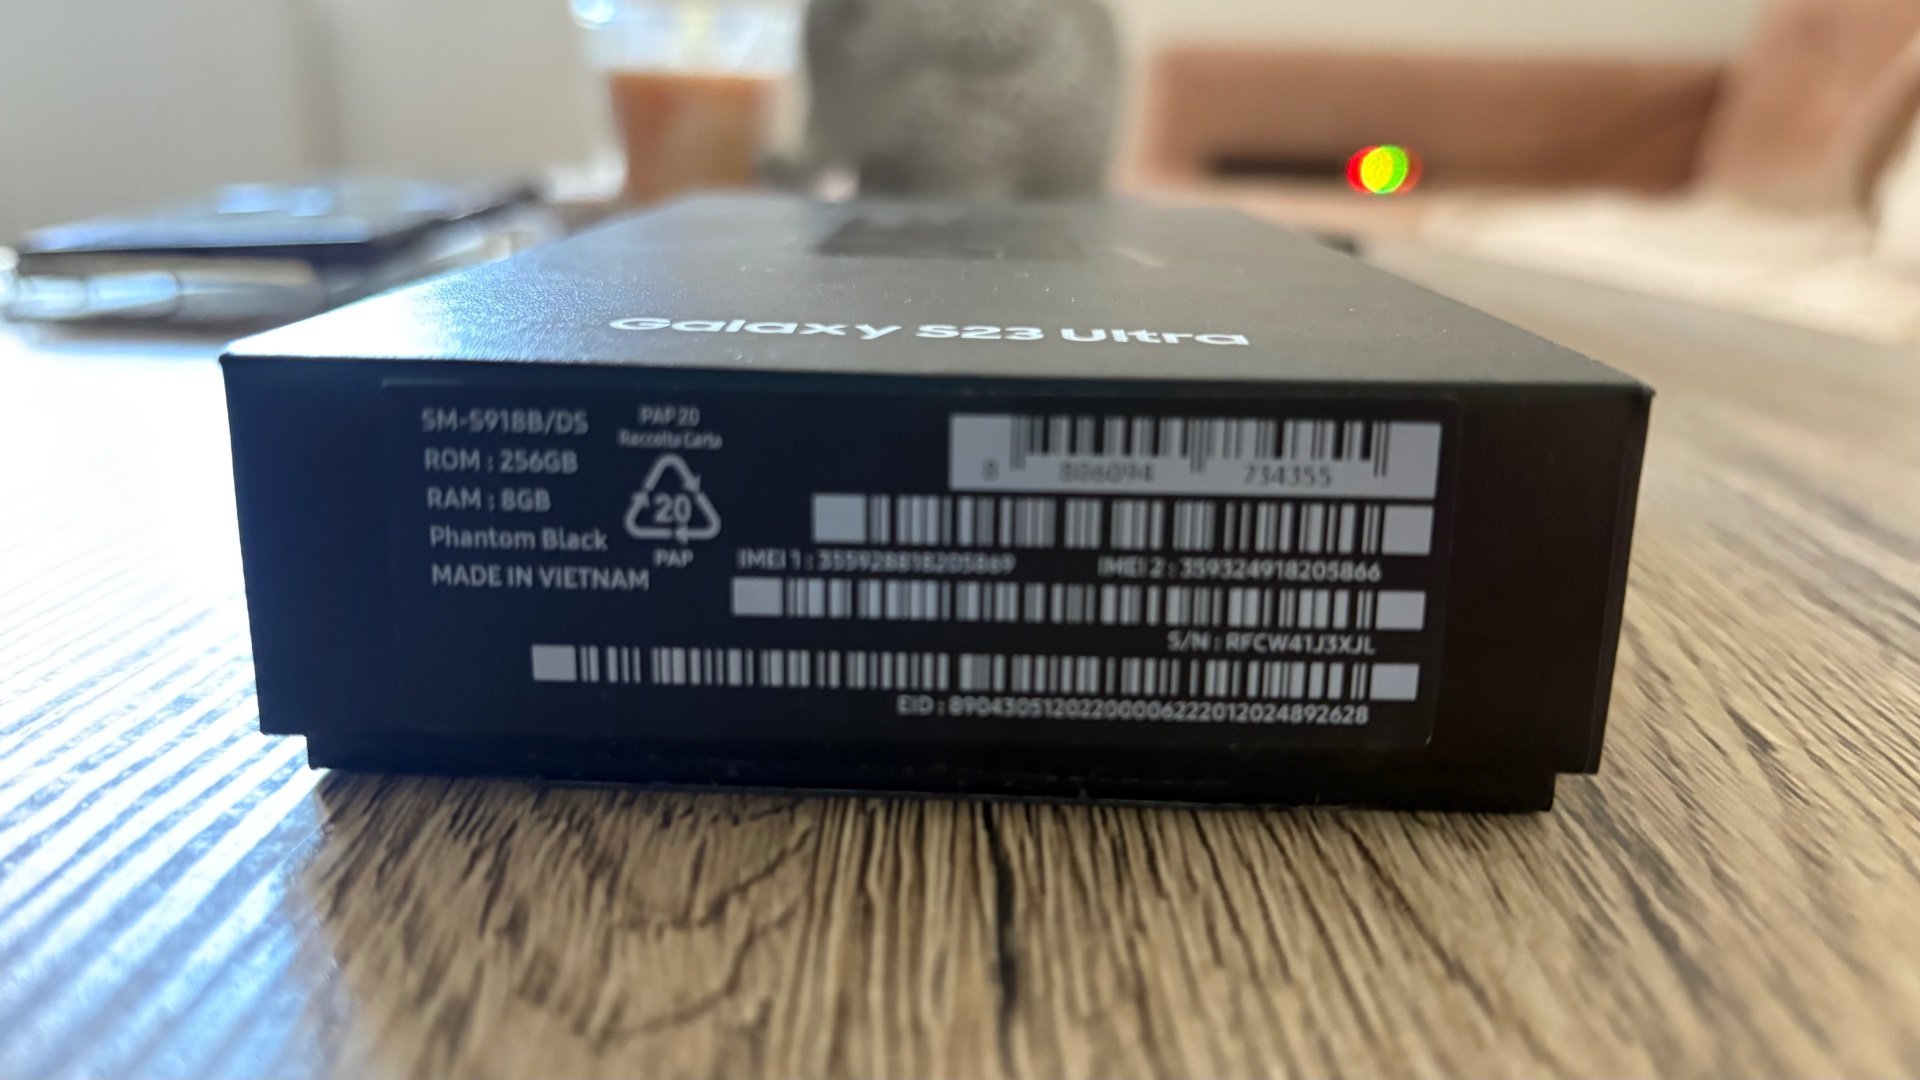 Galaxy S23 Ultra
SM-S918B/DS
ROM : 256GB
RAM : 8GB
Phantom Black
MADE IN VIETNAM
PAP 20
Raccolta Carta
20
PAP
8 806094 734355
IMEI 1 :
IMEI 2 : 359324918205866
S/N : RFCW41J3XJL
EID : 89043051202200006222012024892628